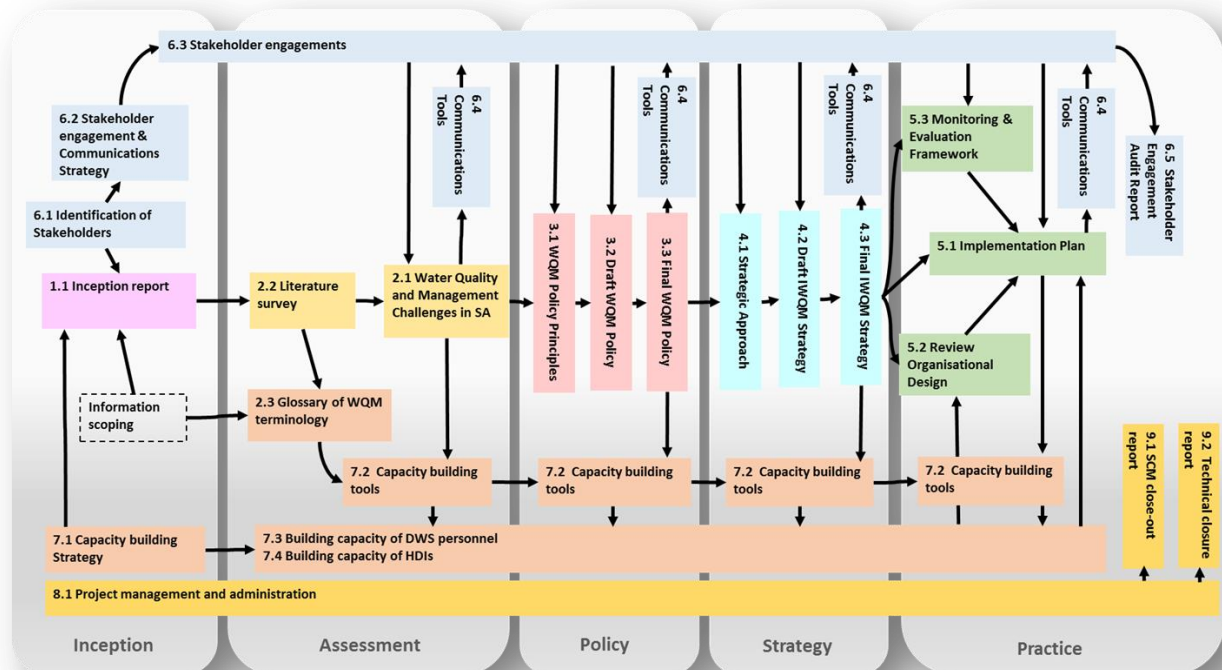 6.3 Stakeholder engagements
6.2 Stakeholder
engagement &
Communications
Strategy
6.1 Identification of
Stakeholders
1.1 Inception report
Information
scoping
7.1 Capacity building
Strategy
2.2 Literature
survey
2.1 Water Quality
and Management
Challenges in SA
6.4
Communications
Tools
2.3 Glossary of WQM
terminology
7.2 Capacity building
tools
7.3 Building capacity of DWS personnel
7.4 Building capacity of HDIs
3.1 WQM Policy Principles
3.2 Draft WQM Policy
3.3 Final WQM Policy
6.4
Communications
Tools
7.2 Capacity building
tools
4.1 Strategic Approach
4.2 Draft IWQM Strategy
4.3 Final IWQM Strategy
6.4
Communications
Tools
7.2 Capacity building
tools
5.3 Monitoring &
Evaluation
Framework
5.1 Implementation Plan
5.2 Review
Organisational
Design
6.4
Communications
Tools
7.2 Capacity building
tools
6.5 Stakeholder
Engagement
Audit Report
9.1 SCM close-out
report
9.2 Technical closure
report
8.1 Project management and administration
Inception
Assessment
Policy
Strategy
Practice